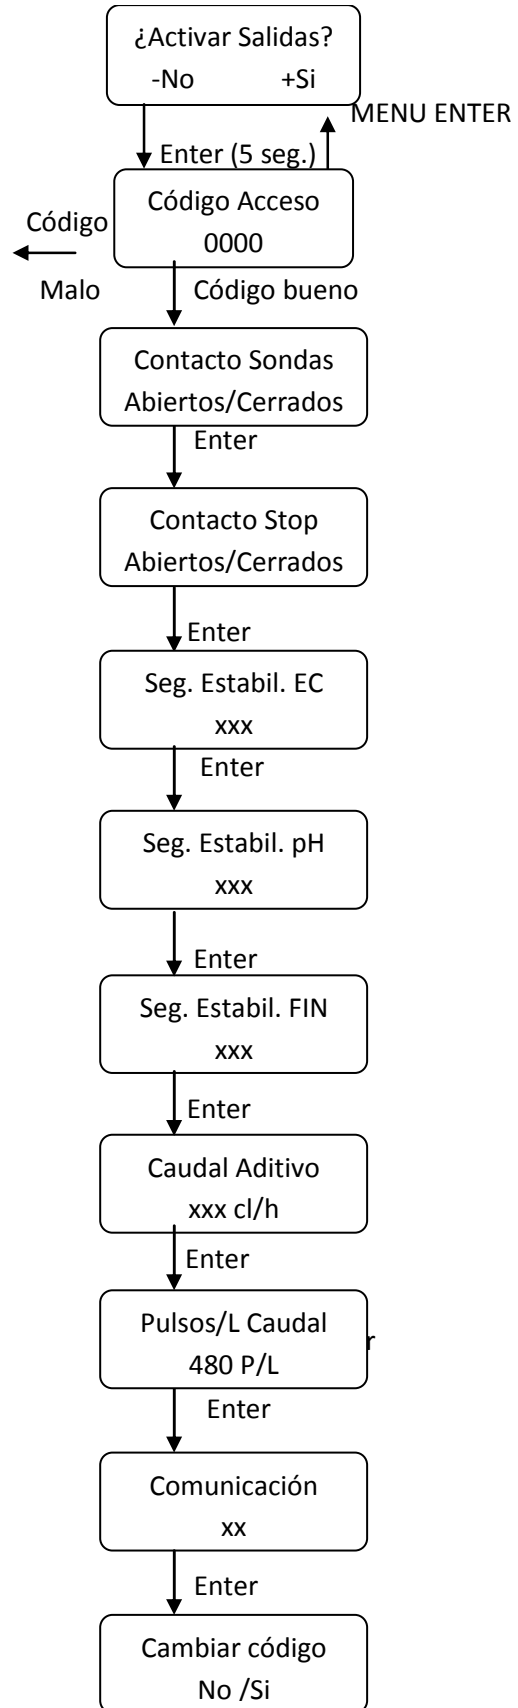 ¿Activar Salidas?
-No +Si
MENU ENTER
Enter (5 seg.)
Código Acceso
0000
Código
Malo
Código bueno
Contacto Sondas
Abiertos/Cerrados
Enter
Contacto Stop
Abiertos/Cerrados
Enter
Seg. Estabil. EC
xxx
Enter
Seg. Estabil. pH
xxx
Enter
Seg. Estabil. FIN
xxx
Enter
Caudal Aditivo
xxx cl/h
Enter
Pulsos/L Caudal
480 P/L
Enter
Comunicación
xx
Enter
Cambiar código
No /Si